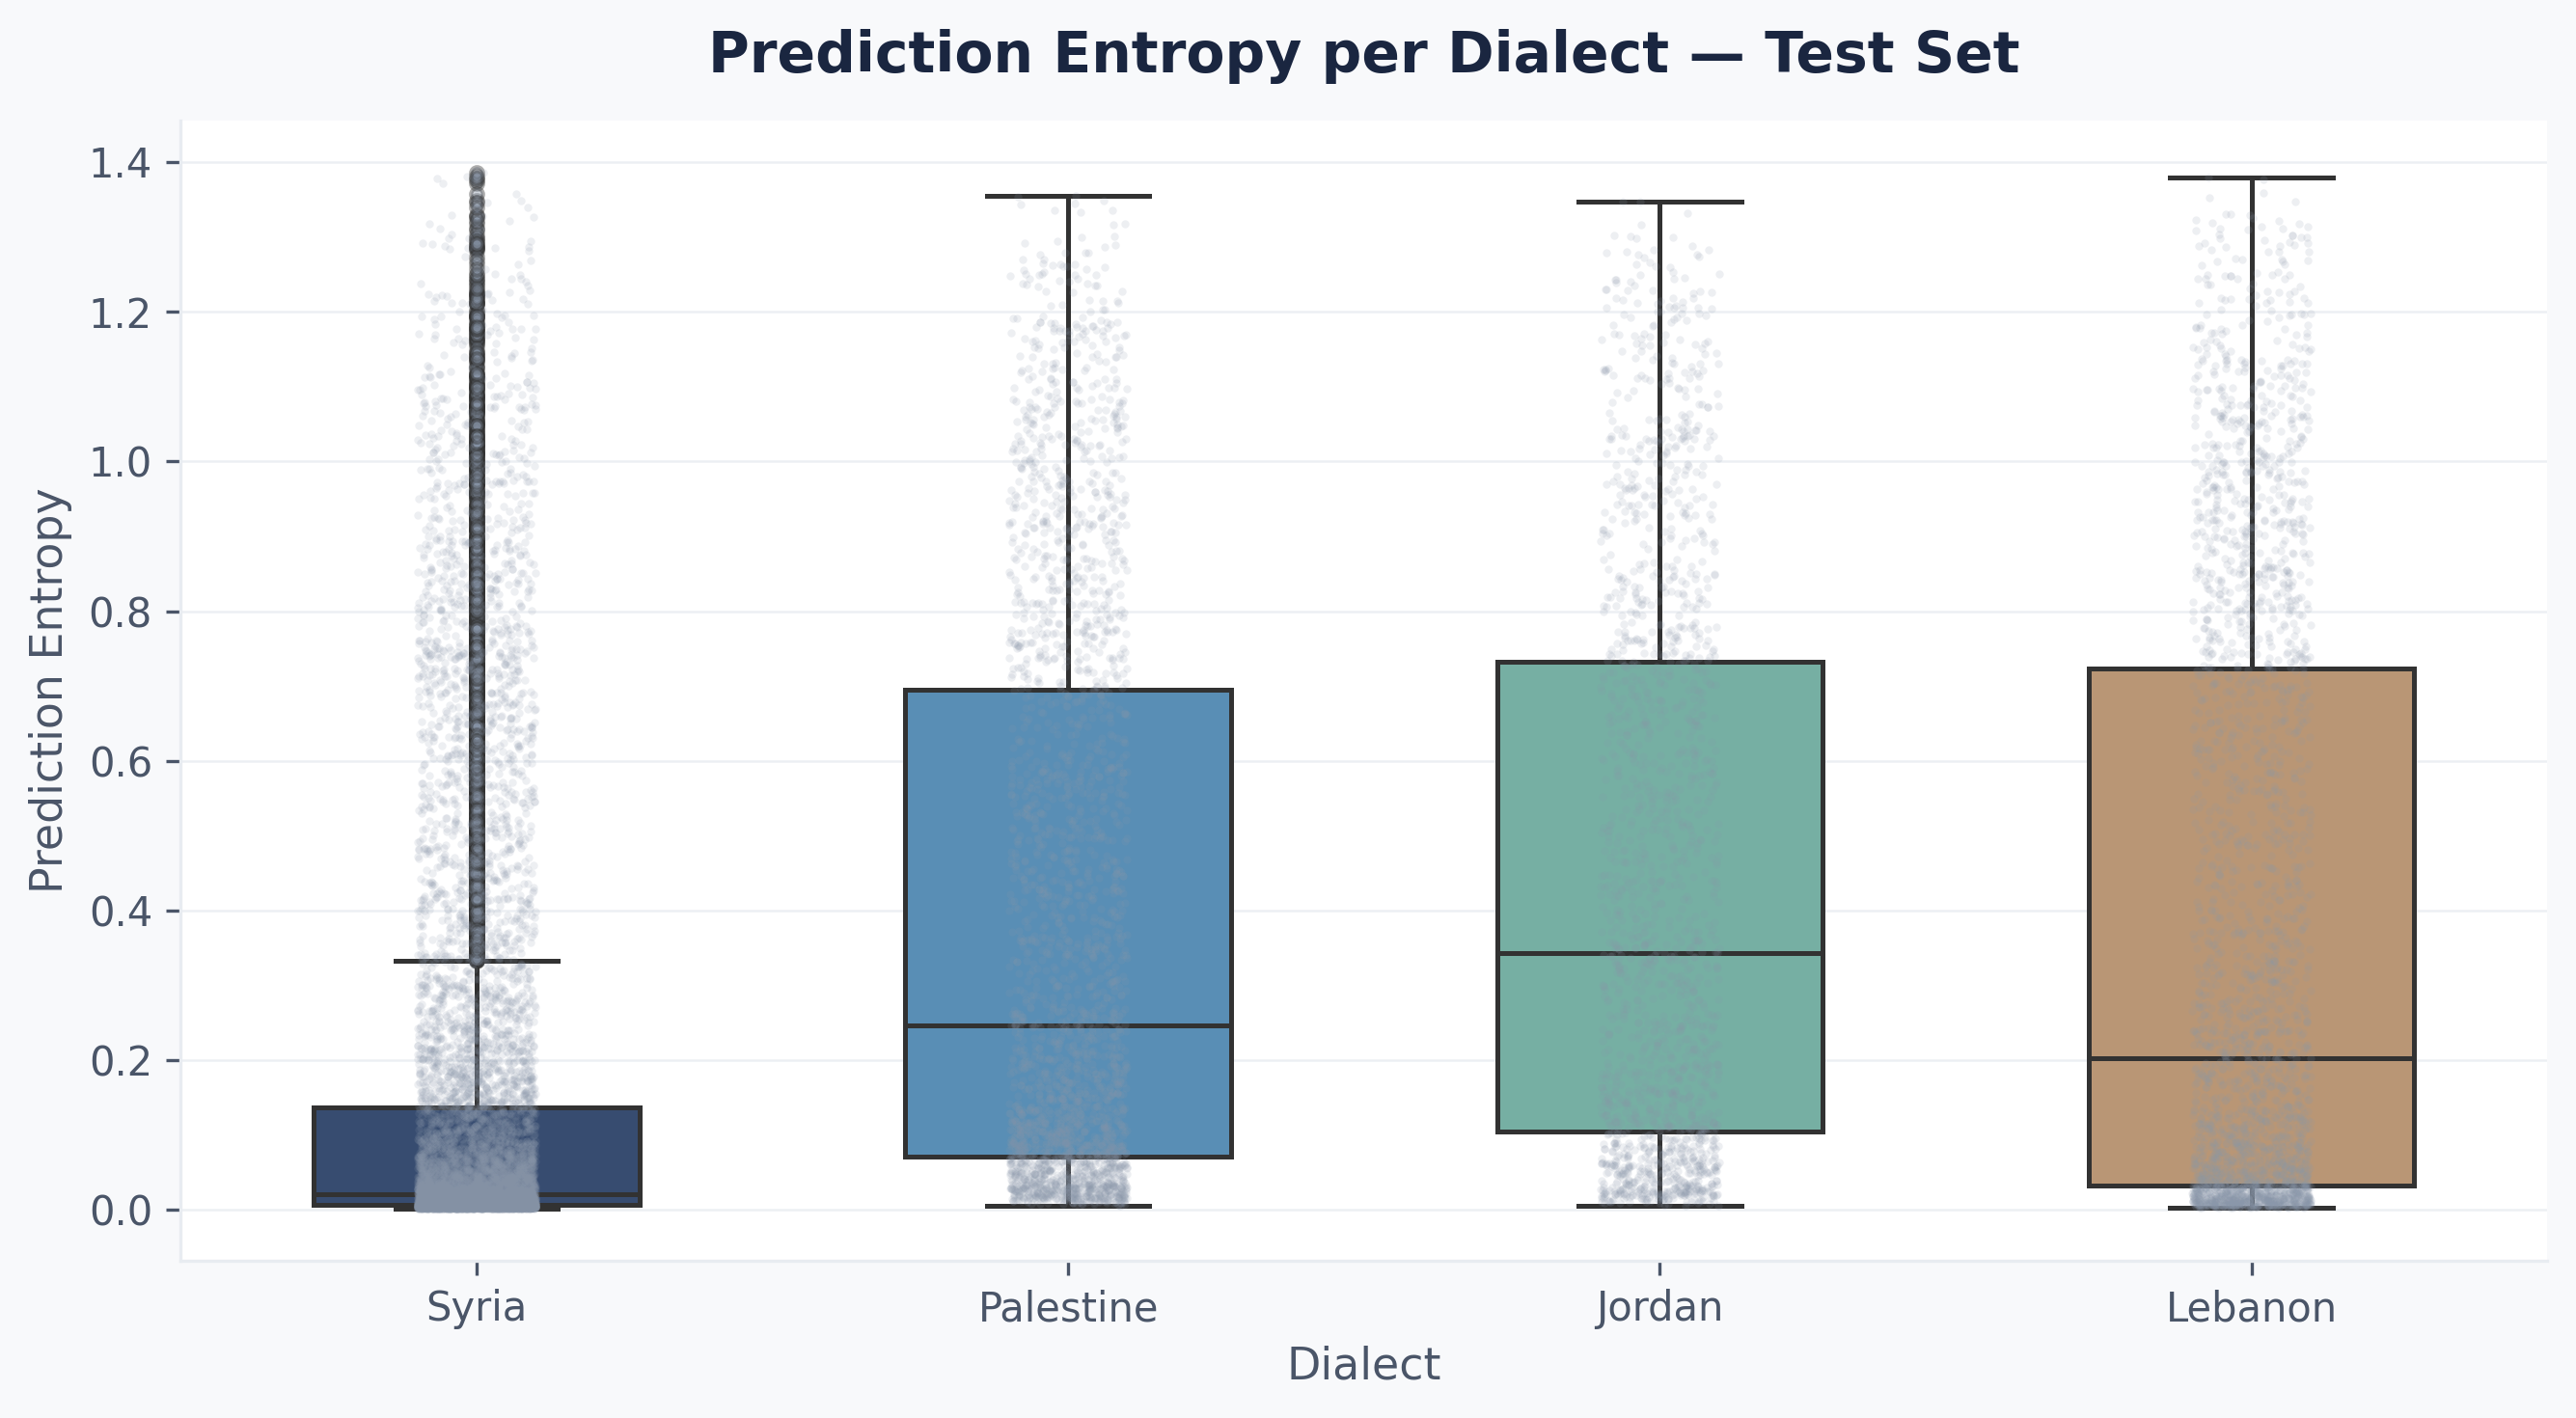 Prediction Entropy per Dialect — Test Set
Prediction Entropy
1.4
1.2
1.0
0.8
0.6
0.4
0.2
0.0
Syria
Palestine
Jordan
Lebanon
Dialect